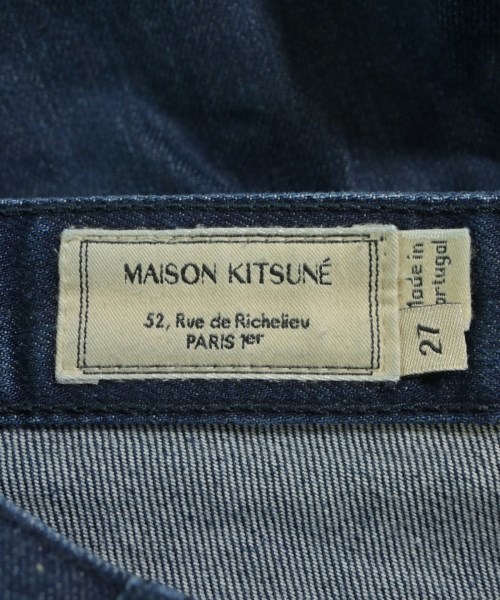 MAISON KITSUNÉ
52, Rue de Richelieu
PARIS 1er
Made in
Portugal
27